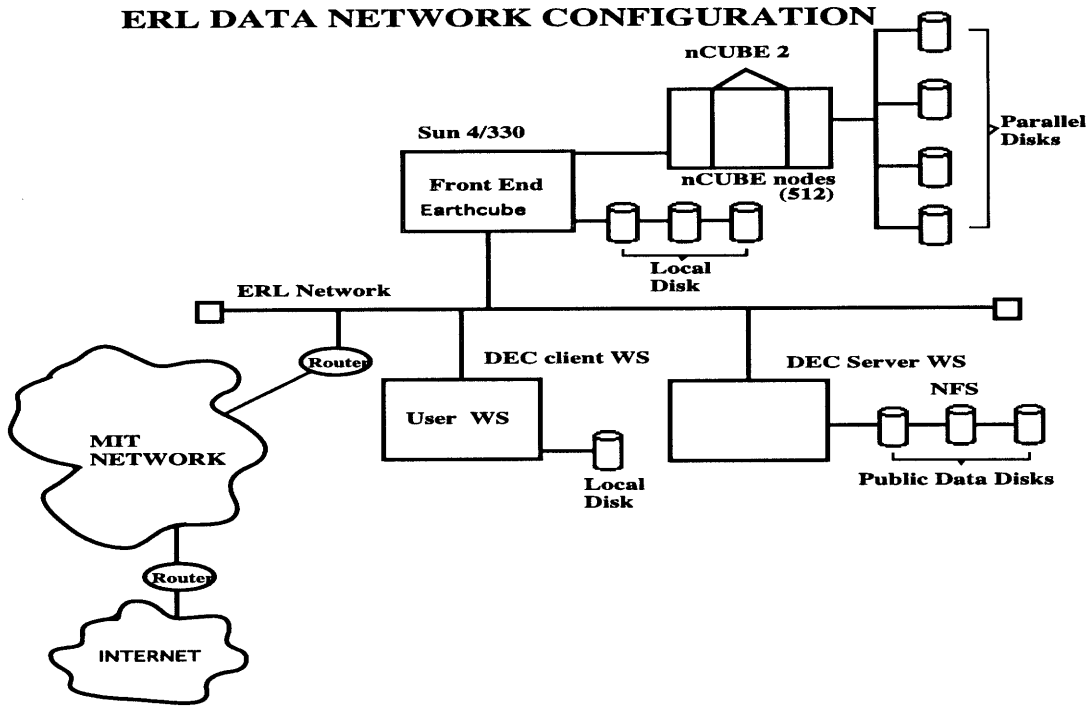 ERL DATA NETWORK CONFIGURATION
nCUBE 2
Parallel
Disks
Sun 4/330
Front End
Earthcube
nCUBE nodes
(512)
Local
Disk
ERL Network
Router
DEC client WS
DEC Server WS
NFS
User WS
MIT
NETWORK
Local
Disk
Public Data Disks
Router
INTERNET